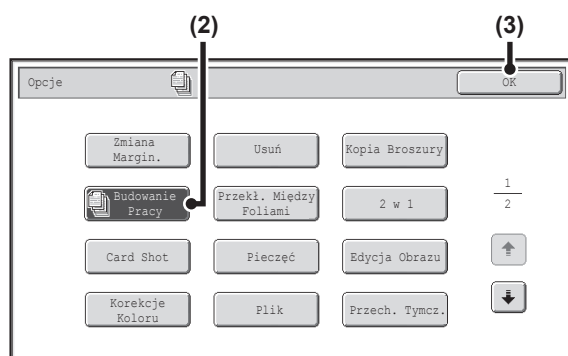 (2)
(3)
Opcje
OK
Zmiana
Margin.
Usuń
Kopia Broszury
Budowanie
Pracy
Przekł. Między
Foliami
2 w 1
1
2
Card Shot
Pieczęć
Edycja Obrazu
Korekcje
Koloru
Plik
Przech. Tymcz.